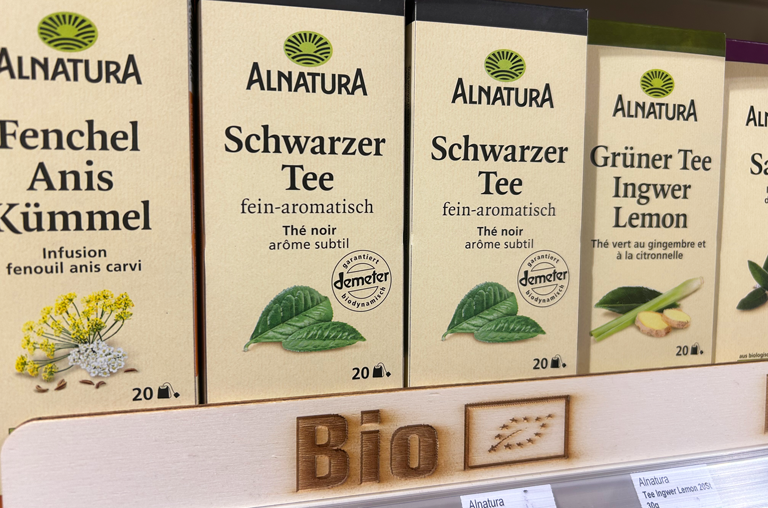 ALNATURA
Fenchel
Anis
Kümmel
Infusion
fenouil anis carvi
20
ALNATURA
Schwarzer
Tee
fein-aromatisch
Thé noir
arôme subtil
garantiert
demeter
biodynamisch
20
ALNATURA
Schwarzer
Tee
fein-aromatisch
Thé noir
arôme subtil
garantiert
demeter
biodynamisch
20
ALNATURA
Grüner Tee
Ingwer
Lemon
Thé vert au gingembre et
à la citronnelle
20
Bio
Alnatura
Alnatura
Tee Ingwer Lemon 20St
30g